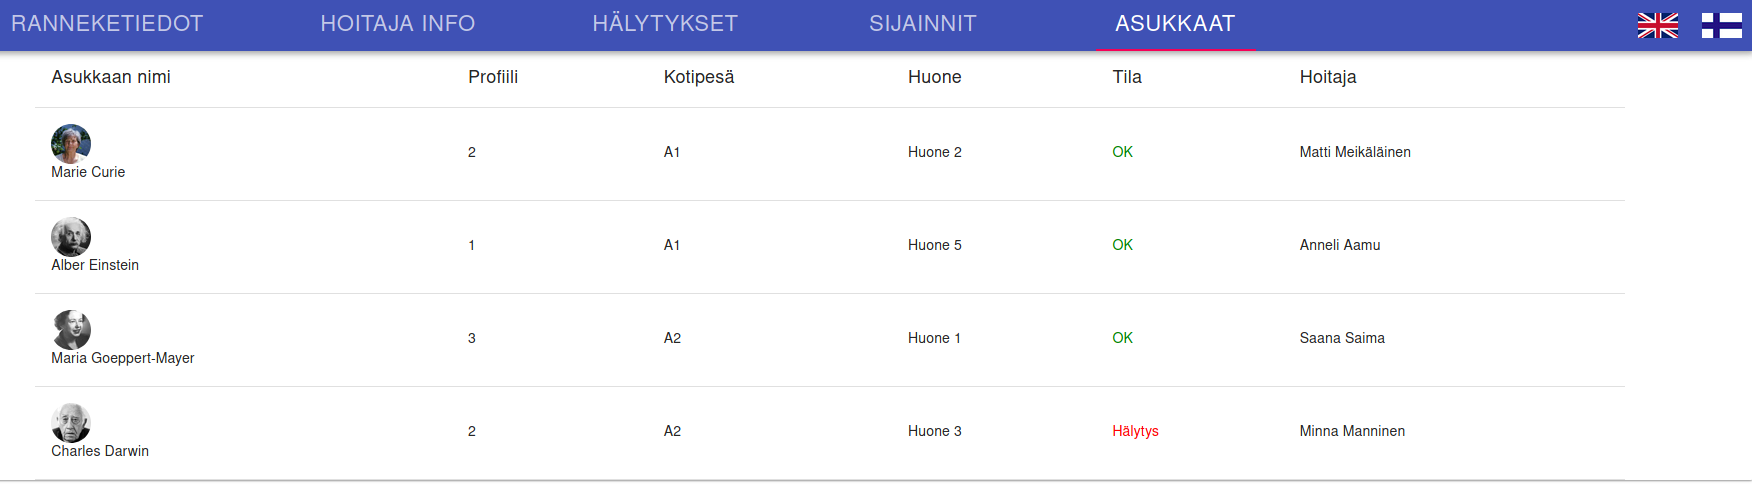 RANNEKETIEDOT HOITAJA INFO HÄLYTYKSET SIJAINNIT ASUKKAAT
Asukkaan nimi Profiili Kotipesä Huone Tila Hoitaja
Marie Curie 2 A1 Huone 2 OK Matti Meikäläinen
Alber Einstein 1 A1 Huone 5 OK Anneli Aamu
Maria Goeppert-Mayer 3 A2 Huone 1 OK Saana Saima
Charles Darwin 2 A2 Huone 3 Hälytys Minna Manninen